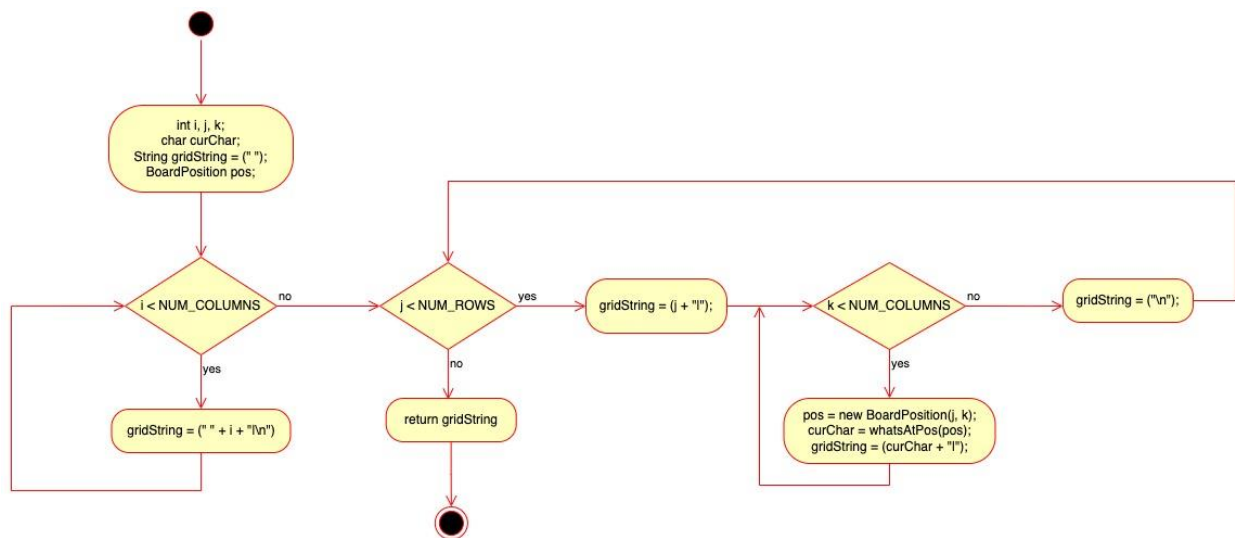 int i, j, k;
char curChar;
String gridString = (" ");
BoardPosition pos;
i < NUM_COLUMNS
no
yes
gridString = (" " + i + "|\n")
j < NUM_ROWS
yes
no
return gridString
gridString = (j + "|");
k < NUM_COLUMNS
no
yes
pos = new BoardPosition(j, k);
curChar = whatsAtPos(pos);
gridString = (curChar + "|");
gridString = ("\n");